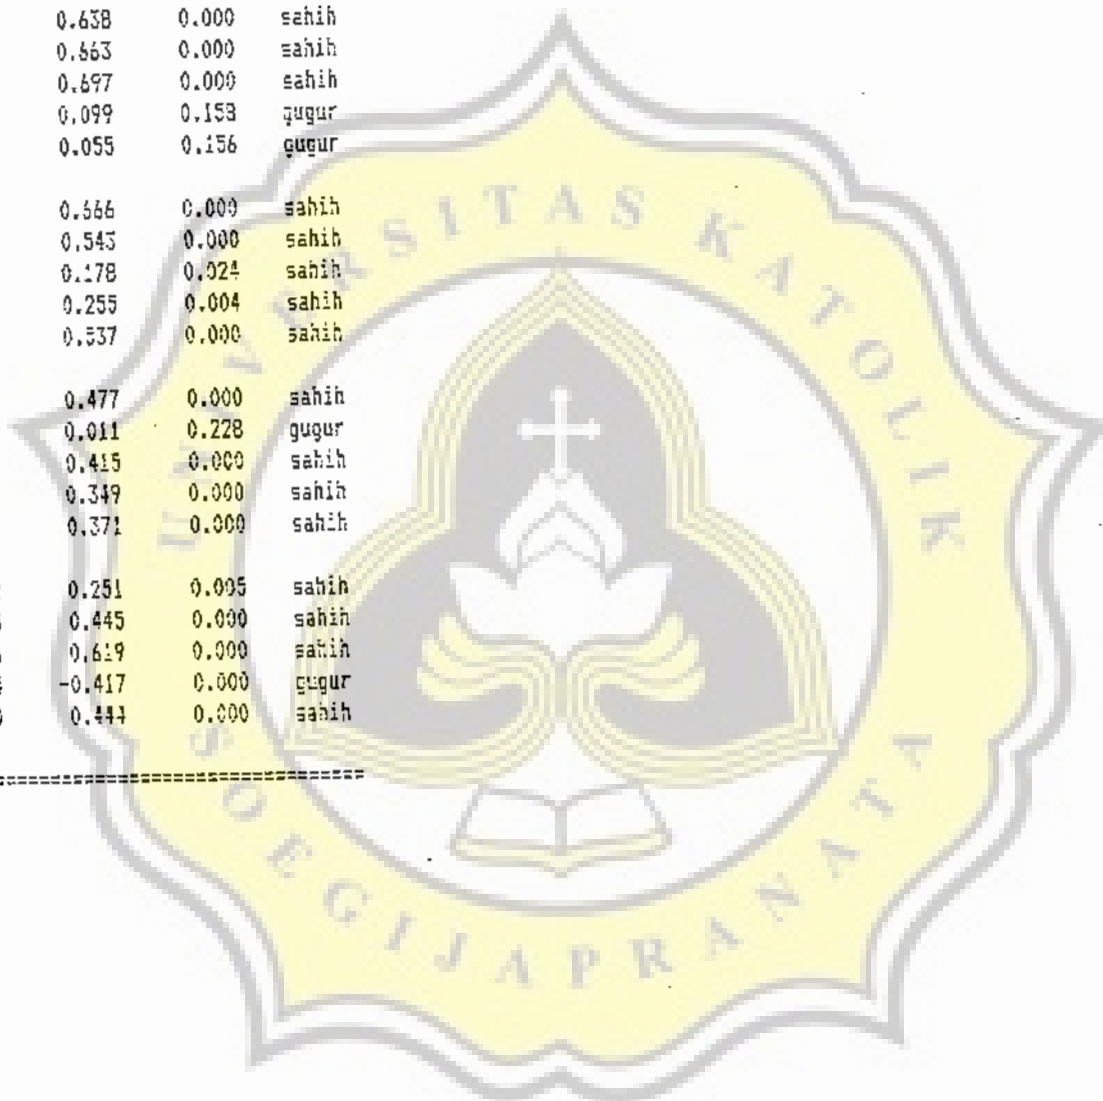 0.638 0.000 sahih
0.663 0.000 sahih
0.697 0.000 sahih
0.099 0.153 gugur
0.055 0.156 gugur
0.566 0.000 sahih
0.543 0.000 sahih
0.178 0.024 sahih
0.255 0.004 sahih
0.537 0.000 sahih
0.477 0.000 sahih
0.011 0.228 gugur
0.415 0.000 sahih
0.349 0.000 sahih
0.371 0.000 sahih
0.251 0.005 sahih
0.445 0.000 sahih
0.619 0.000 sahih
-0.417 0.000 gugur
0.444 0.000 sahih
UNIVERSITAS KATOLIK
SOEGIJAPRANATA